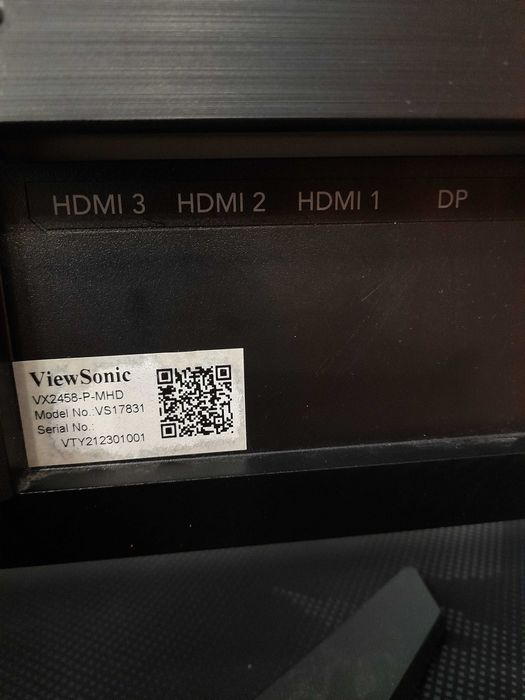 HDMI 3 HDMI 2 HDMI 1 DP
ViewSonic
VX2458-P-MHD
Model No.:VS17831
Serial No.:
VTY212301001